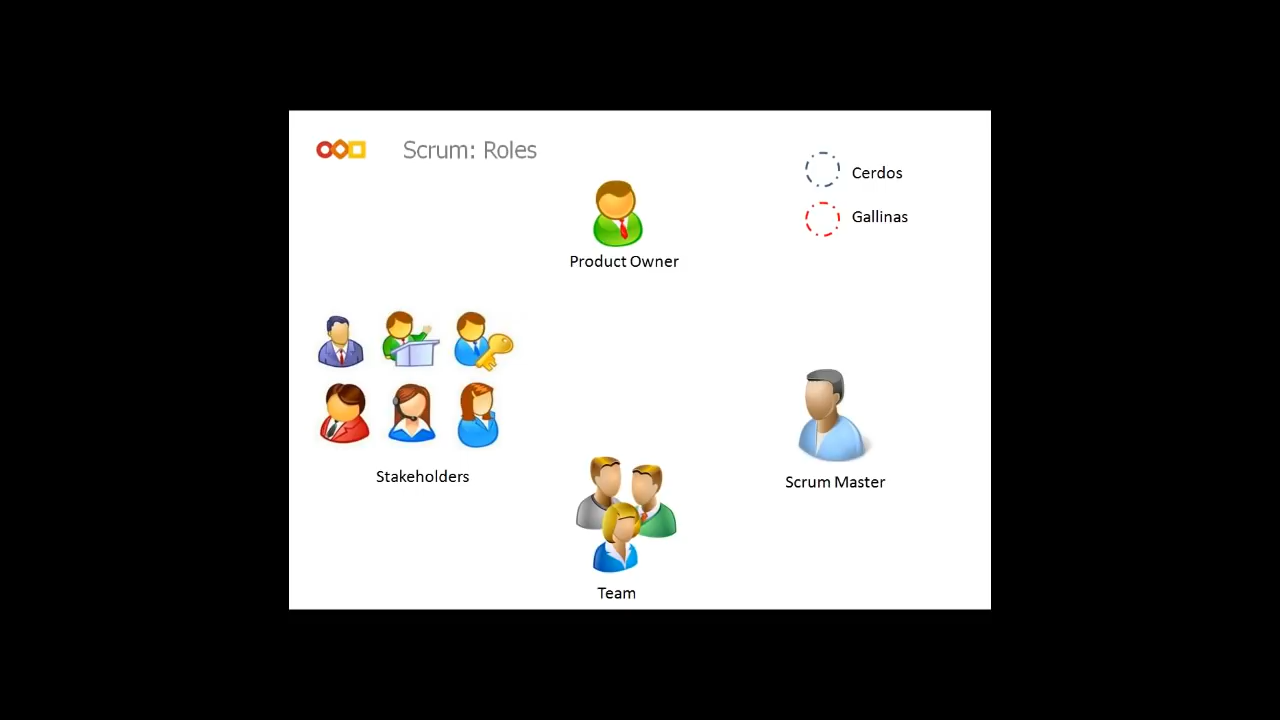 Scrum: Roles
Cerdos
Gallinas
Product Owner
Stakeholders
Scrum Master
Team